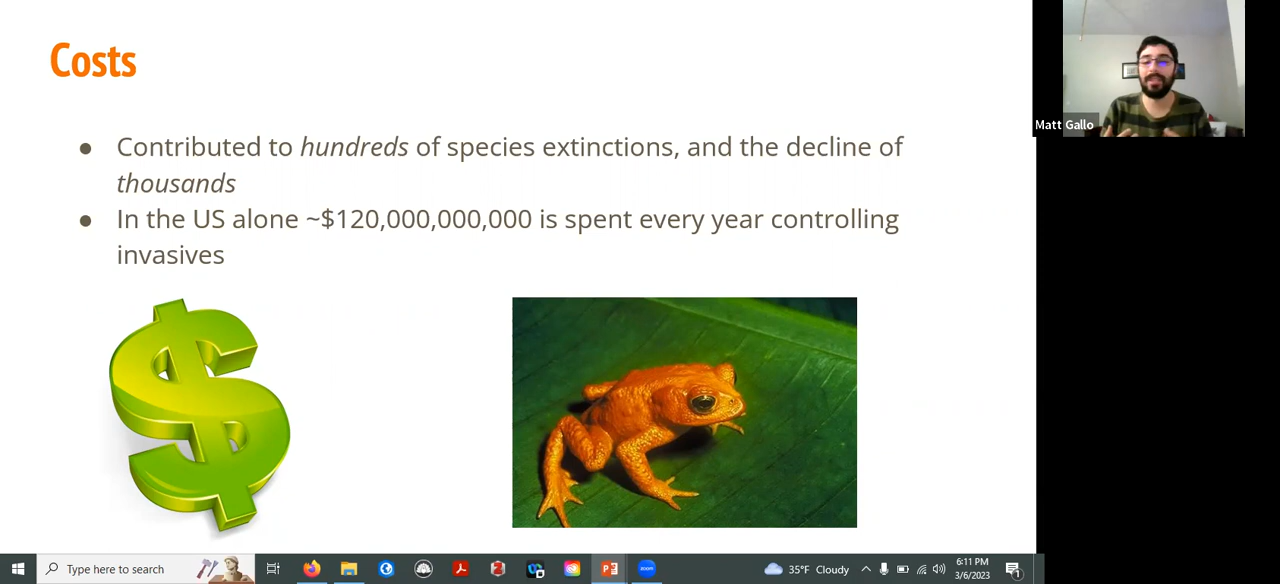 Costs
Matt Gallo
● Contributed to hundreds of species extinctions, and the decline of
thousands
● In the US alone ~$120,000,000,000 is spent every year controlling
invasives
Type here to search
zoom
35°F Cloudy
6:11 PM
3/6/2023
1